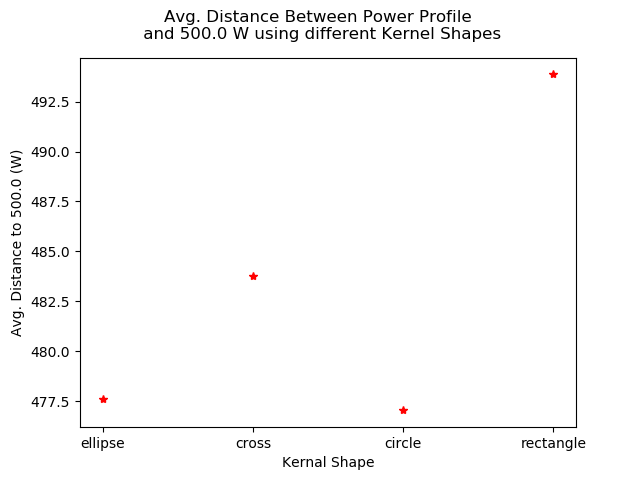 Avg. Distance Between Power Profile
and 500.0 W using different Kernel Shapes
Avg. Distance to 500.0 (W)
492.5
490.0
487.5
485.0
482.5
480.0
477.5
ellipse cross circle rectangle
Kernal Shape